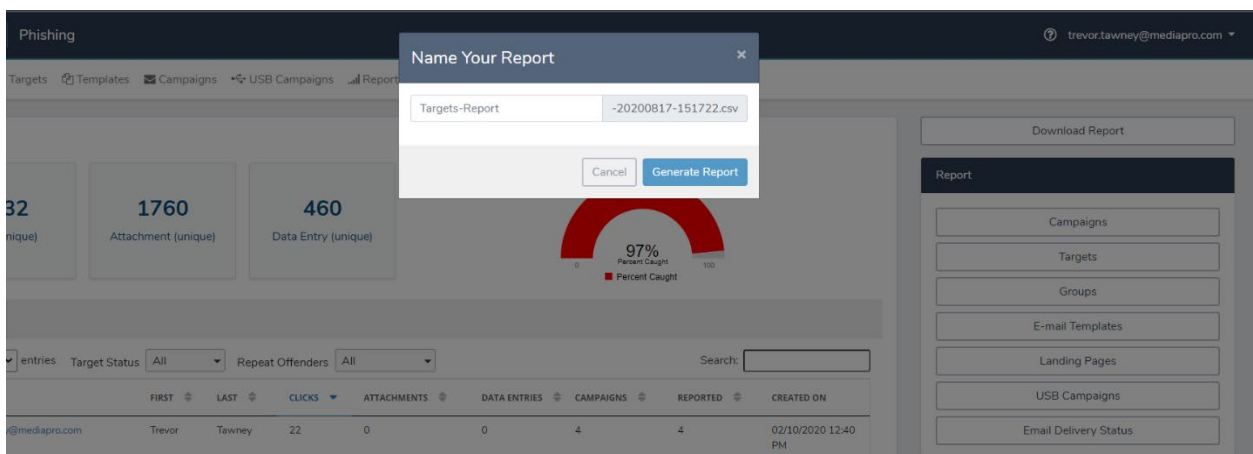 Phishing
trevor.tawney@mediapro.com
Targets Templates Campaigns USB Campaigns Report
Name Your Report
×
Targets-Report -20200817-151722.csv
Cancel Generate Report
Download Report
Report
Campaigns
Targets
Groups
E-mail Templates
Landing Pages
USB Campaigns
Email Delivery Status
32
nique)
1760
Attachment (unique)
460
Data Entry (unique)
97%
Percent Caught
0 100
Percent Caught
entries Target Status All Repeat Offenders All Search:
FIRST LAST CLICKS ATTACHMENTS DATA ENTRIES CAMPAIGNS REPORTED CREATED ON
y@mediapro.com Trevor Tawney 22 0 0 4 4 02/10/2020 12:40
PM